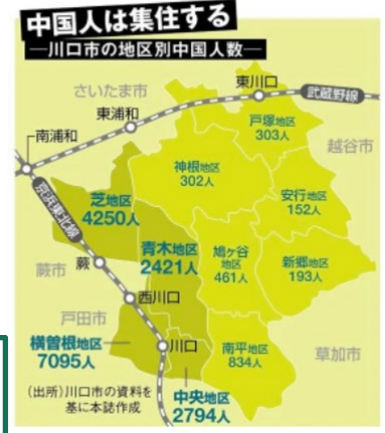 中国人は集住する
―川口市の地区別中国人数―
さいたま市
東川口
武蔵野線
東浦和
戸塚地区
303人
南浦和
越谷市
神根地区
302人
京浜東北線
芝地区
4250人
安行地区
152人
青木地区
2421人
鳩ヶ谷
地区
461人
新郷地区
193人
蕨市
蕨
西川口
戸田市
横曽根地区
7095人
川口
南平地区
834人
草加市
(出所)川口市の資料を
基に本誌作成
中央地区
2794人